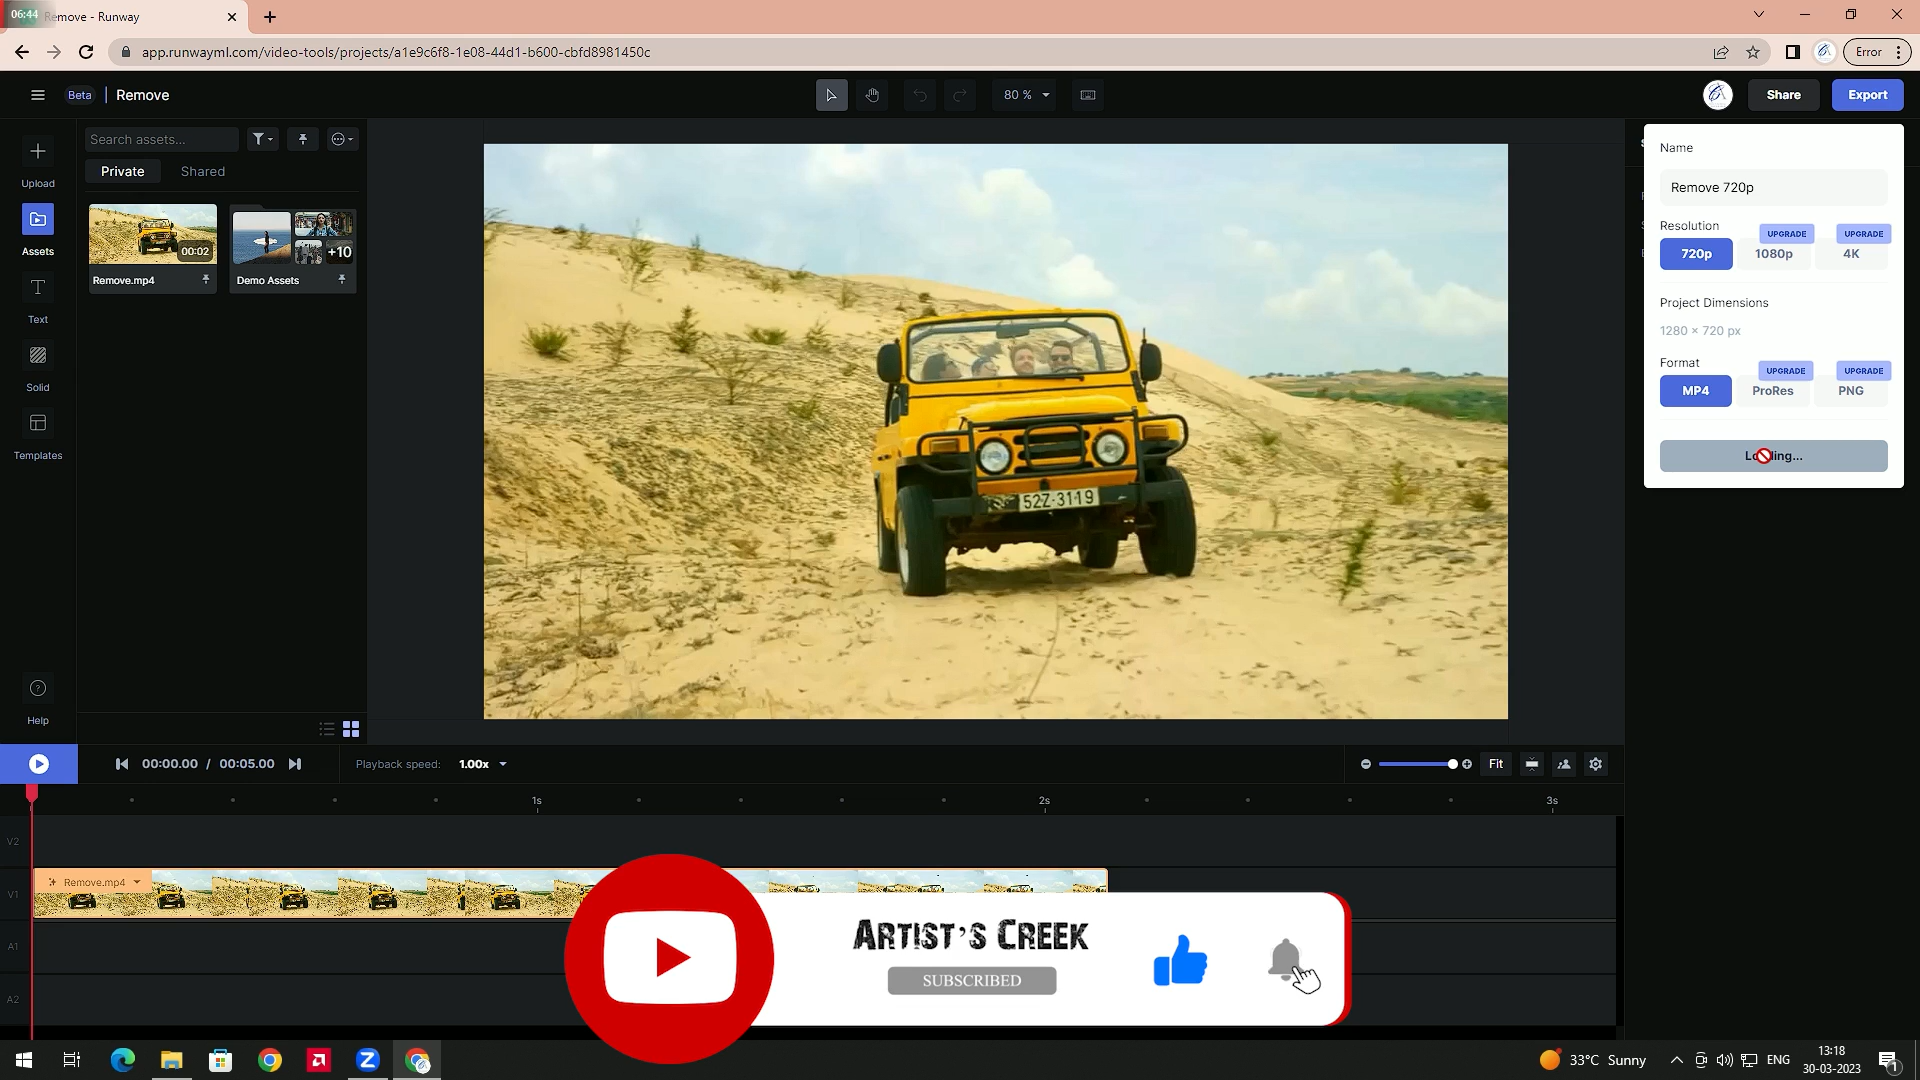 06:44
Remove - Runway
app.runwayml.com/video-tools/projects/a1e9c6f8-1e08-44d1-b600-cbfd8981450c
Error
Beta | Remove
80 %
Share
Export
Search assets...
Private
Shared
Upload
Assets
Text
Solid
Templates
Help
00:02
Remove.mp4
+10
Demo Assets
52Z-3119
Name
Remove 720p
Resolution
UPGRADE
UPGRADE
720p
1080p
4K
Project Dimensions
1280 × 720 px
Format
UPGRADE
UPGRADE
MP4
ProRes
PNG
00:00.00 / 00:05.00
Playback speed: 1.00x
Fit
1s
2s
3s
V2
V1
Remove.mp4
A1
A2
ARTIST'S CREEK
SUBSCRIBED
33°C Sunny
ENG
13:18
30-03-2023
1